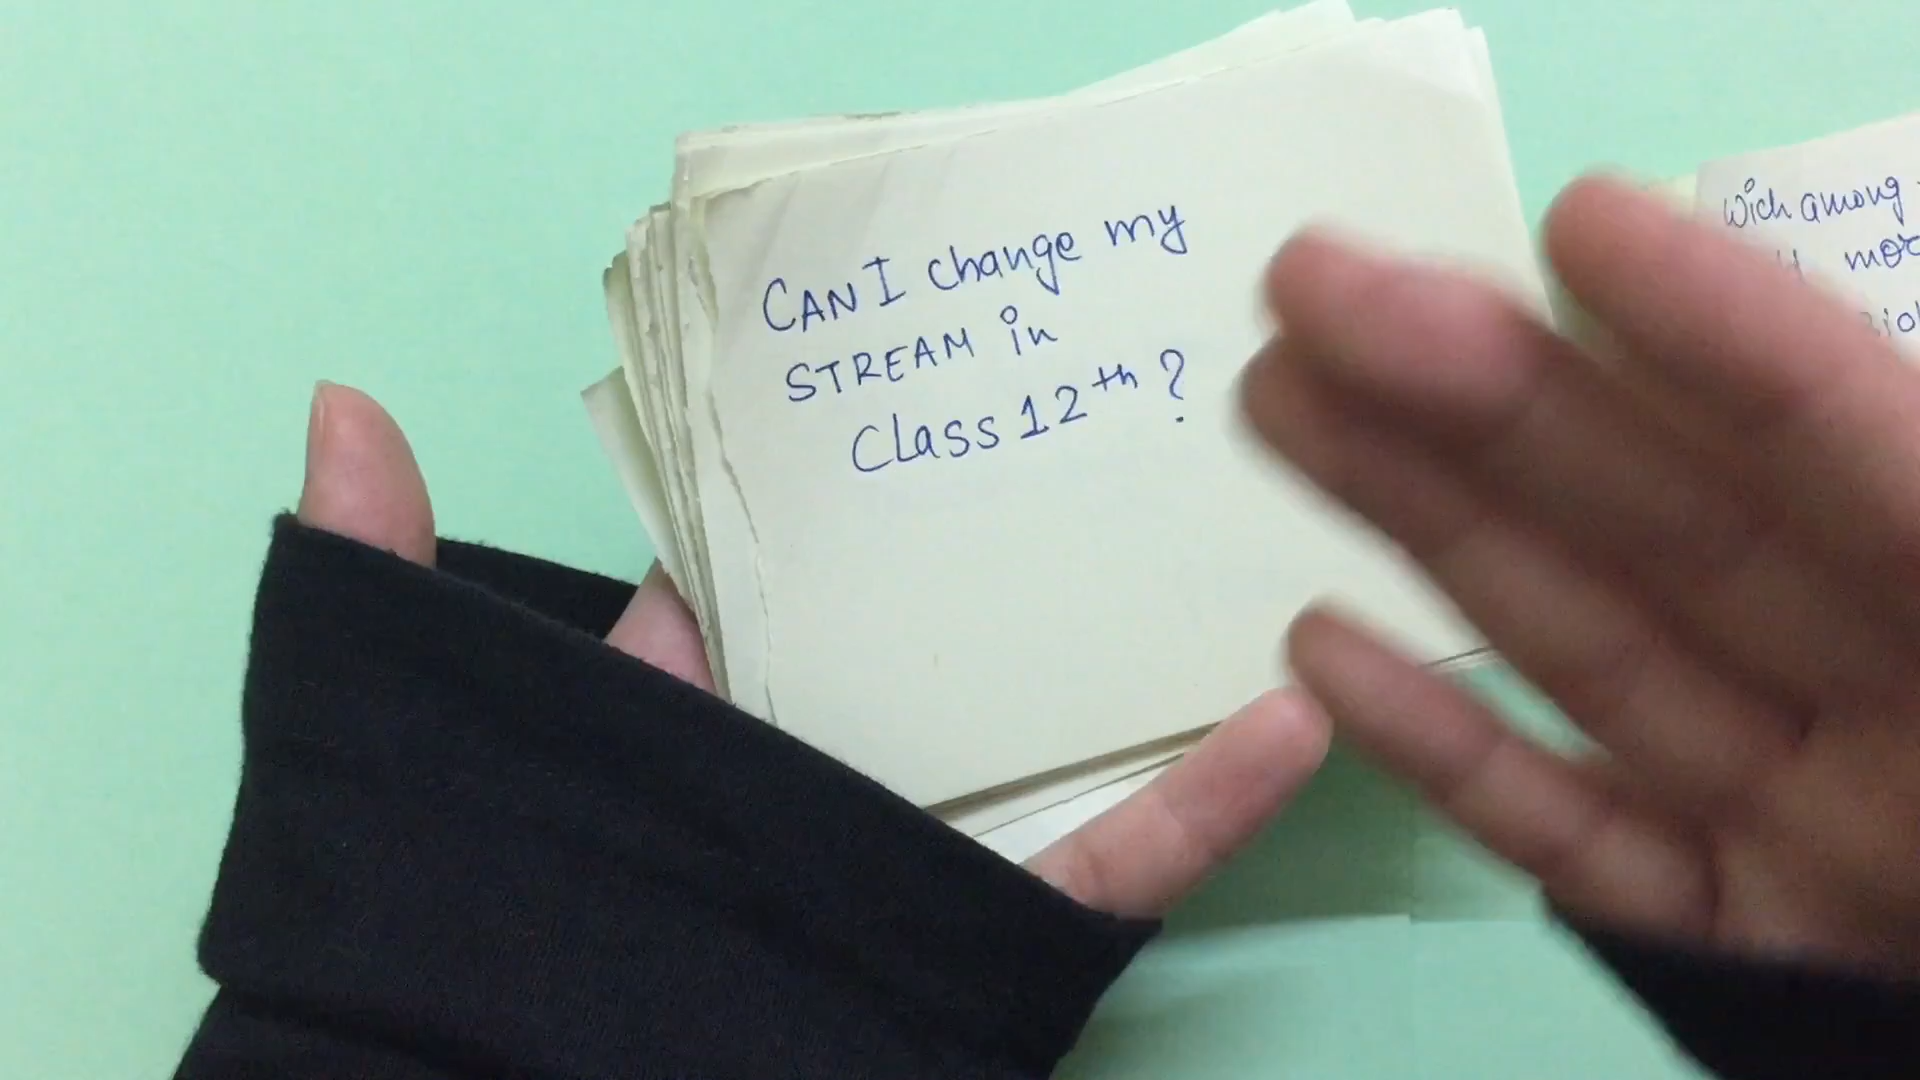 CAN I change my
STREAM in
Class 12th ?
Wich among
mor